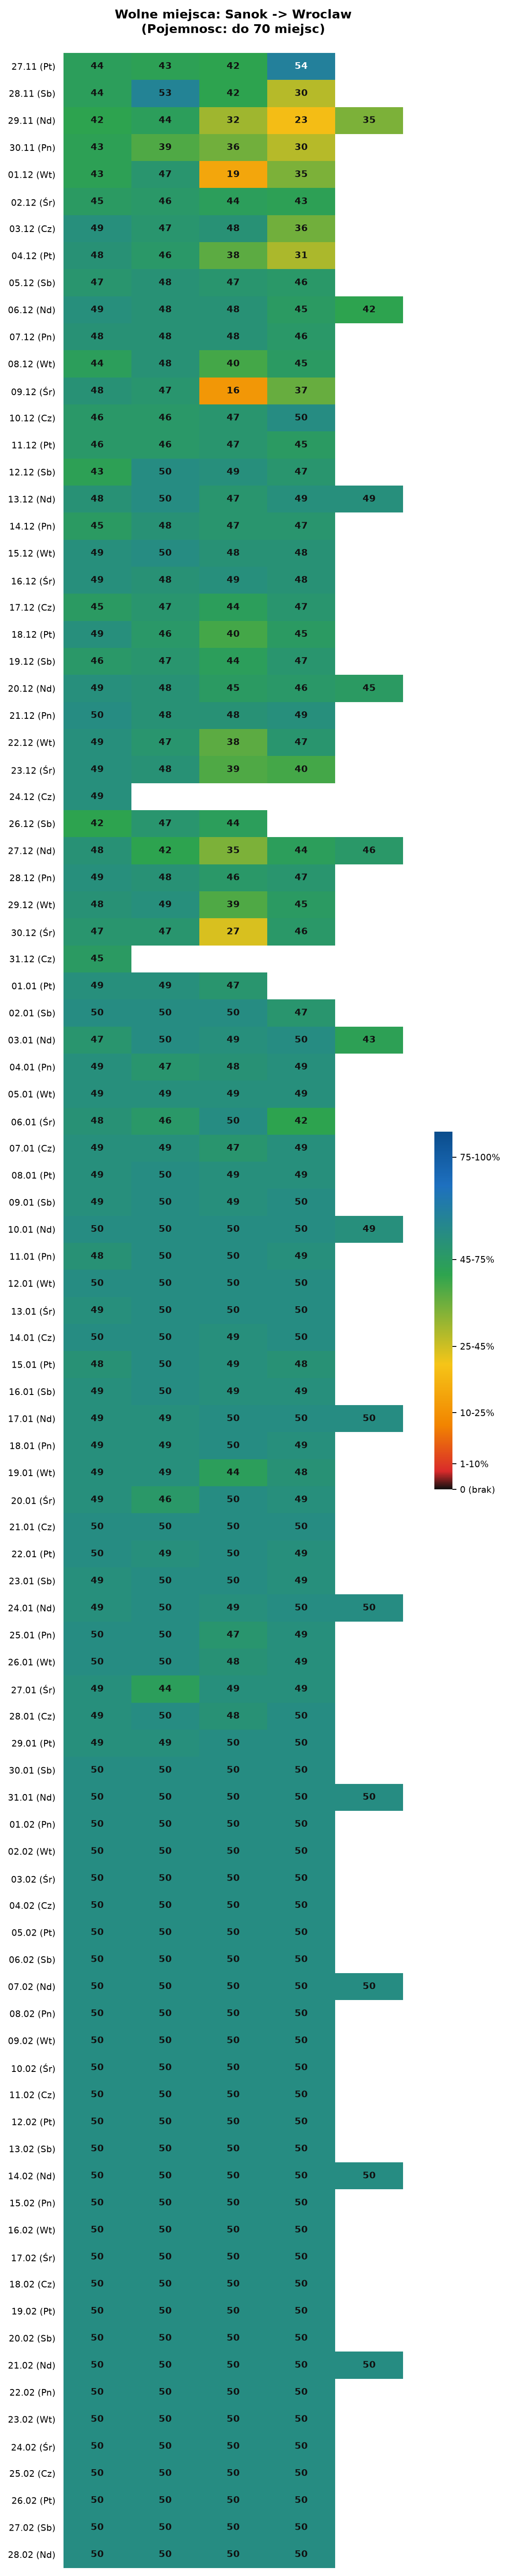 Wolne miejsca: Sanok -> Wroclaw
(Pojemnosc: do 70 miejsc)
27.11 (Pt) 44 43 42 54
28.11 (Sb) 44 53 42 30
29.11 (Nd) 42 44 32 23 35
30.11 (Pn) 43 39 36 30
01.12 (Wt) 43 47 19 35
02.12 (Śr) 45 46 44 43
03.12 (Cz) 49 47 48 36
04.12 (Pt) 48 46 38 31
05.12 (Sb) 47 48 47 46
06.12 (Nd) 49 48 48 45 42
07.12 (Pn) 48 48 48 46
08.12 (Wt) 44 48 40 45
09.12 (Śr) 48 47 16 37
10.12 (Cz) 46 46 47 50
11.12 (Pt) 46 46 47 45
12.12 (Sb) 43 50 49 47
13.12 (Nd) 48 50 47 49 49
14.12 (Pn) 45 48 47 47
15.12 (Wt) 49 50 48 48
16.12 (Śr) 49 48 49 48
17.12 (Cz) 45 47 44 47
18.12 (Pt) 49 46 40 45
19.12 (Sb) 46 47 44 47
20.12 (Nd) 49 48 45 46 45
21.12 (Pn) 50 48 48 49
22.12 (Wt) 49 47 38 47
23.12 (Śr) 49 48 39 40
24.12 (Cz) 49
26.12 (Sb) 42 47 44
27.12 (Nd) 48 42 35 44 46
28.12 (Pn) 49 48 46 47
29.12 (Wt) 48 49 39 45
30.12 (Śr) 47 47 27 46
31.12 (Cz) 45
01.01 (Pt) 49 49 47
02.01 (Sb) 50 50 50 47
03.01 (Nd) 47 50 49 50 43
04.01 (Pn) 49 47 48 49
05.01 (Wt) 49 49 49 49
06.01 (Śr) 48 46 50 42
07.01 (Cz) 49 49 47 49
08.01 (Pt) 49 50 49 49
09.01 (Sb) 49 50 49 50
10.01 (Nd) 50 50 50 50 49
11.01 (Pn) 48 50 50 49
12.01 (Wt) 50 50 50 50
13.01 (Śr) 49 50 50 50
14.01 (Cz) 50 50 49 50
15.01 (Pt) 48 50 49 48
16.01 (Sb) 49 50 49 49
17.01 (Nd) 49 49 50 50 50
18.01 (Pn) 49 49 50 49
19.01 (Wt) 49 49 44 48
20.01 (Śr) 49 46 50 49
21.01 (Cz) 50 50 50 50
22.01 (Pt) 50 49 50 49
23.01 (Sb) 49 50 50 49
24.01 (Nd) 49 50 49 50 50
25.01 (Pn) 50 50 47 49
26.01 (Wt) 50 50 48 49
27.01 (Śr) 49 44 49 49
28.01 (Cz) 49 50 48 50
29.01 (Pt) 49 49 50 50
30.01 (Sb) 50 50 50 50
31.01 (Nd) 50 50 50 50 50
01.02 (Pn) 50 50 50 50
02.02 (Wt) 50 50 50 50
03.02 (Śr) 50 50 50 50
04.02 (Cz) 50 50 50 50
05.02 (Pt) 50 50 50 50
06.02 (Sb) 50 50 50 50
07.02 (Nd) 50 50 50 50 50
08.02 (Pn) 50 50 50 50
09.02 (Wt) 50 50 50 50
10.02 (Śr) 50 50 50 50
11.02 (Cz) 50 50 50 50
12.02 (Pt) 50 50 50 50
13.02 (Sb) 50 50 50 50
14.02 (Nd) 50 50 50 50 50
15.02 (Pn) 50 50 50 50
16.02 (Wt) 50 50 50 50
17.02 (Śr) 50 50 50 50
18.02 (Cz) 50 50 50 50
19.02 (Pt) 50 50 50 50
20.02 (Sb) 50 50 50 50
21.02 (Nd) 50 50 50 50 50
22.02 (Pn) 50 50 50 50
23.02 (Wt) 50 50 50 50
24.02 (Śr) 50 50 50 50
25.02 (Cz) 50 50 50 50
26.02 (Pt) 50 50 50 50
27.02 (Sb) 50 50 50 50
28.02 (Nd) 50 50 50 50
75-100%
45-75%
25-45%
10-25%
1-10%
0 (brak)